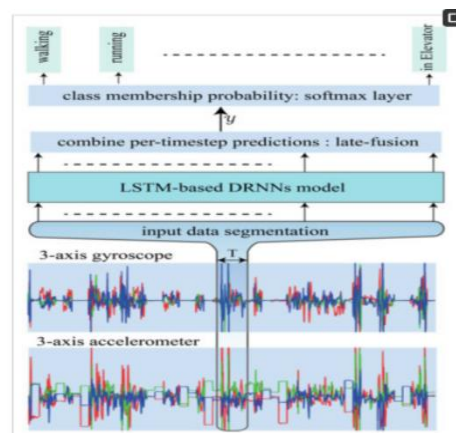 walking
running
in Elevator
class membership probability: softmax layer
y
combine per-timestep predictions : late-fusion
LSTM-based DRNNs model
input data segmentation
T
3-axis gyroscope
3-axis accelerometer